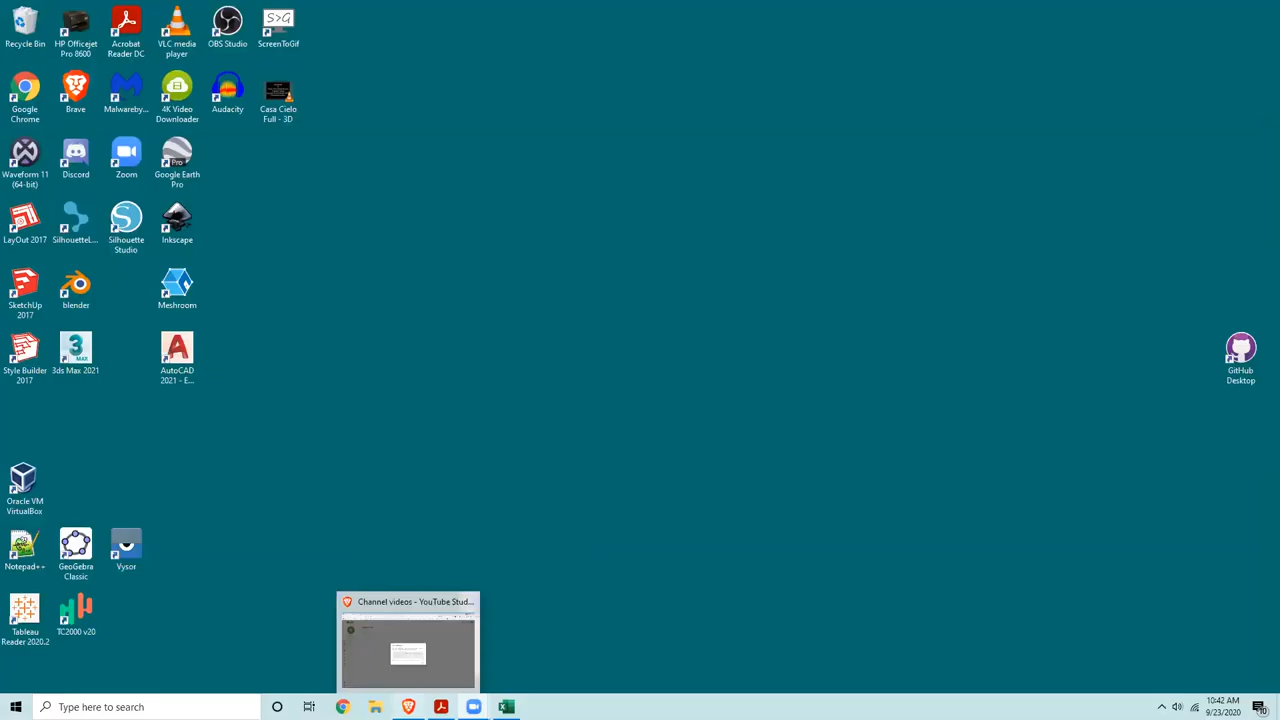 Recycle Bin
HP Officejet
Pro 8600
Acrobat
Reader DC
VLC media
player
OBS Studio
S>G
ScreenToGif
Google
Chrome
Brave
Malwareby...
4K Video
Downloader
Audacity
Casa Cielo
Full - 3D
Waveform 11
(64-bit)
Discord
Zoom
Pro
Google Earth
Pro
LayOut 2017
SilhouetteL...
Silhouette
Studio
Inkscape
SketchUp
2017
blender
Meshroom
Style Builder
2017
3
MAX
3ds Max 2021
AutoCAD
2021 - E...
GitHub
Desktop
Oracle VM
VirtualBox
Notepad++
GeoGebra
Classic
Vysor
Tableau
Reader 2020.2
TC2000 v20
Channel videos - YouTube Stud...
Type here to search
10:42 AM
9/23/2020
10